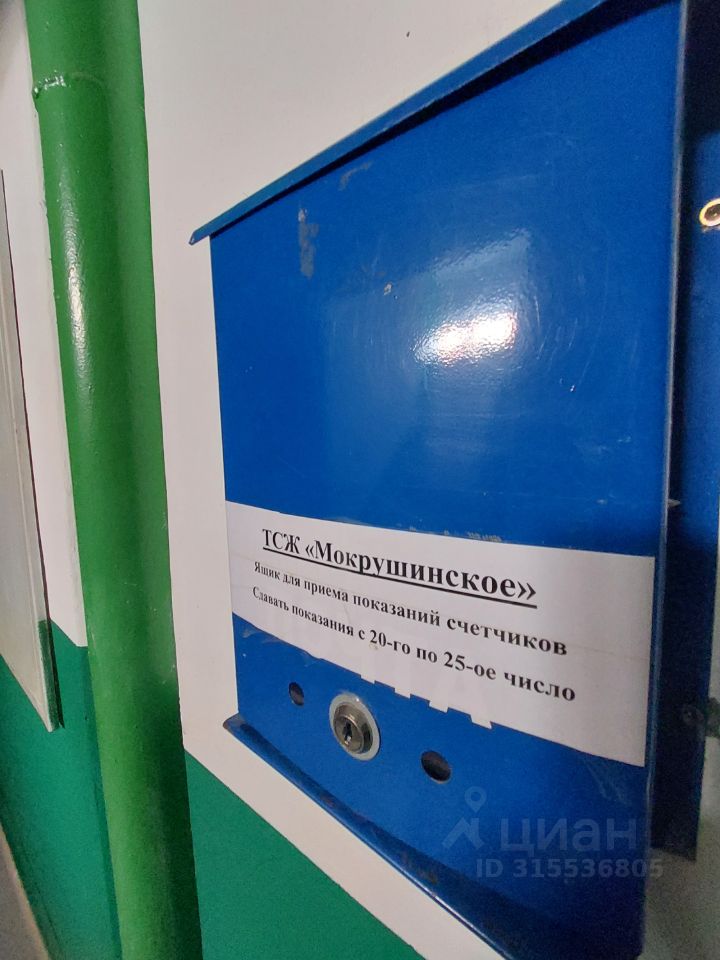 ТСЖ «Мокрушинское»
Ящик для приема показаний счетчиков
Сдавать показания с 20-го по 25-ое число
циан
ID 315536805